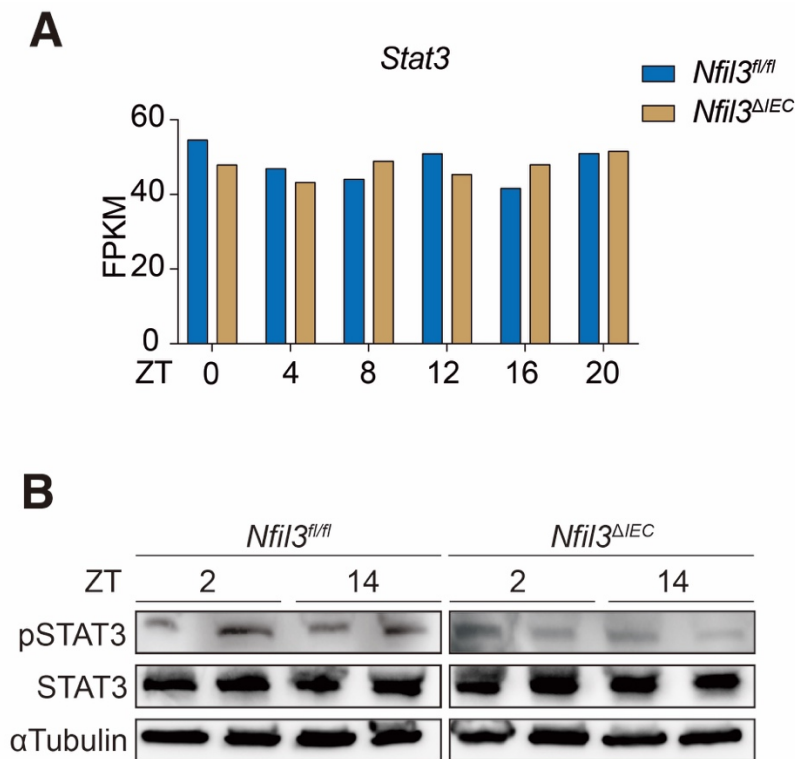 A
Stat3
Nfil3fl/fl
Nfil3ΔIEC
60
40
20
0
FPKM
ZT 0 4 8 12 16 20
B
Nfil3fl/fl Nfil3ΔIEC
ZT 2 14 2 14
pSTAT3
STAT3
αTubulin